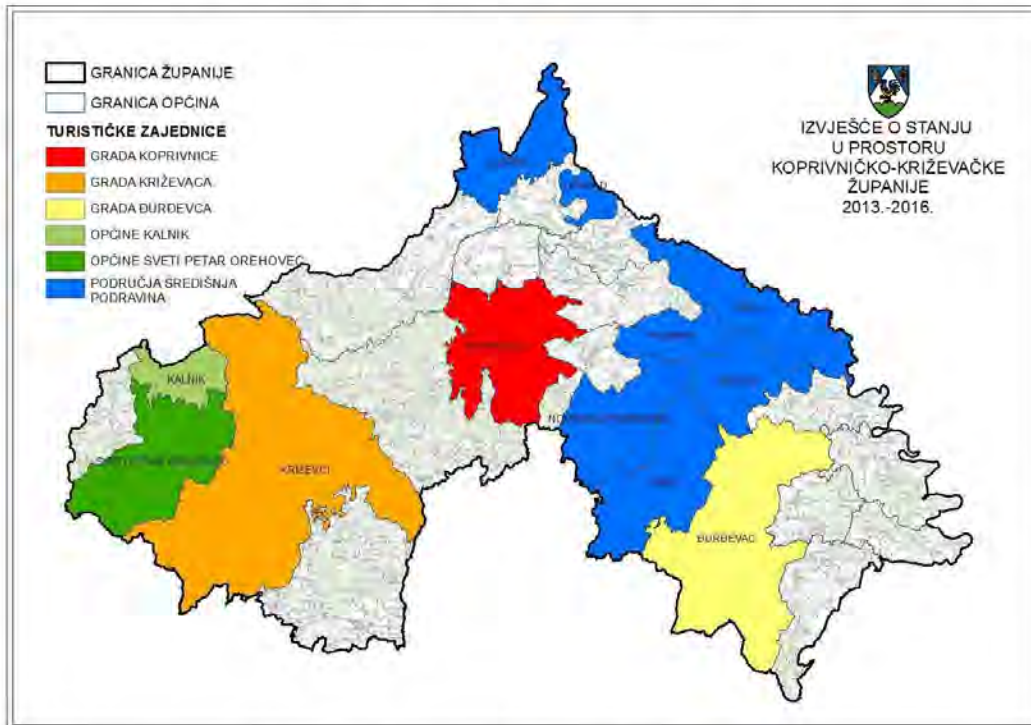 GRANICA ŽUPANIJE
GRANICA OPĆINA
TURISTIČKE ZAJEDNICE
GRADA KOPRIVNICE
GRADA KRIŽEVACA
GRADA ĐURĐEVCA
OPĆINE KALNIK
OPĆINE SVETI PETAR OREHOVEC
PODRUČJA SREDIŠNJA
PODRAVINA
IZVJEŠĆE O STANJU
U PROSTORU
KOPRIVNIČKO-KRIŽEVAČKE
ŽUPANIJE
2013.-2016.
KALNIK
KRIŽEVCI
ĐURĐEVAC